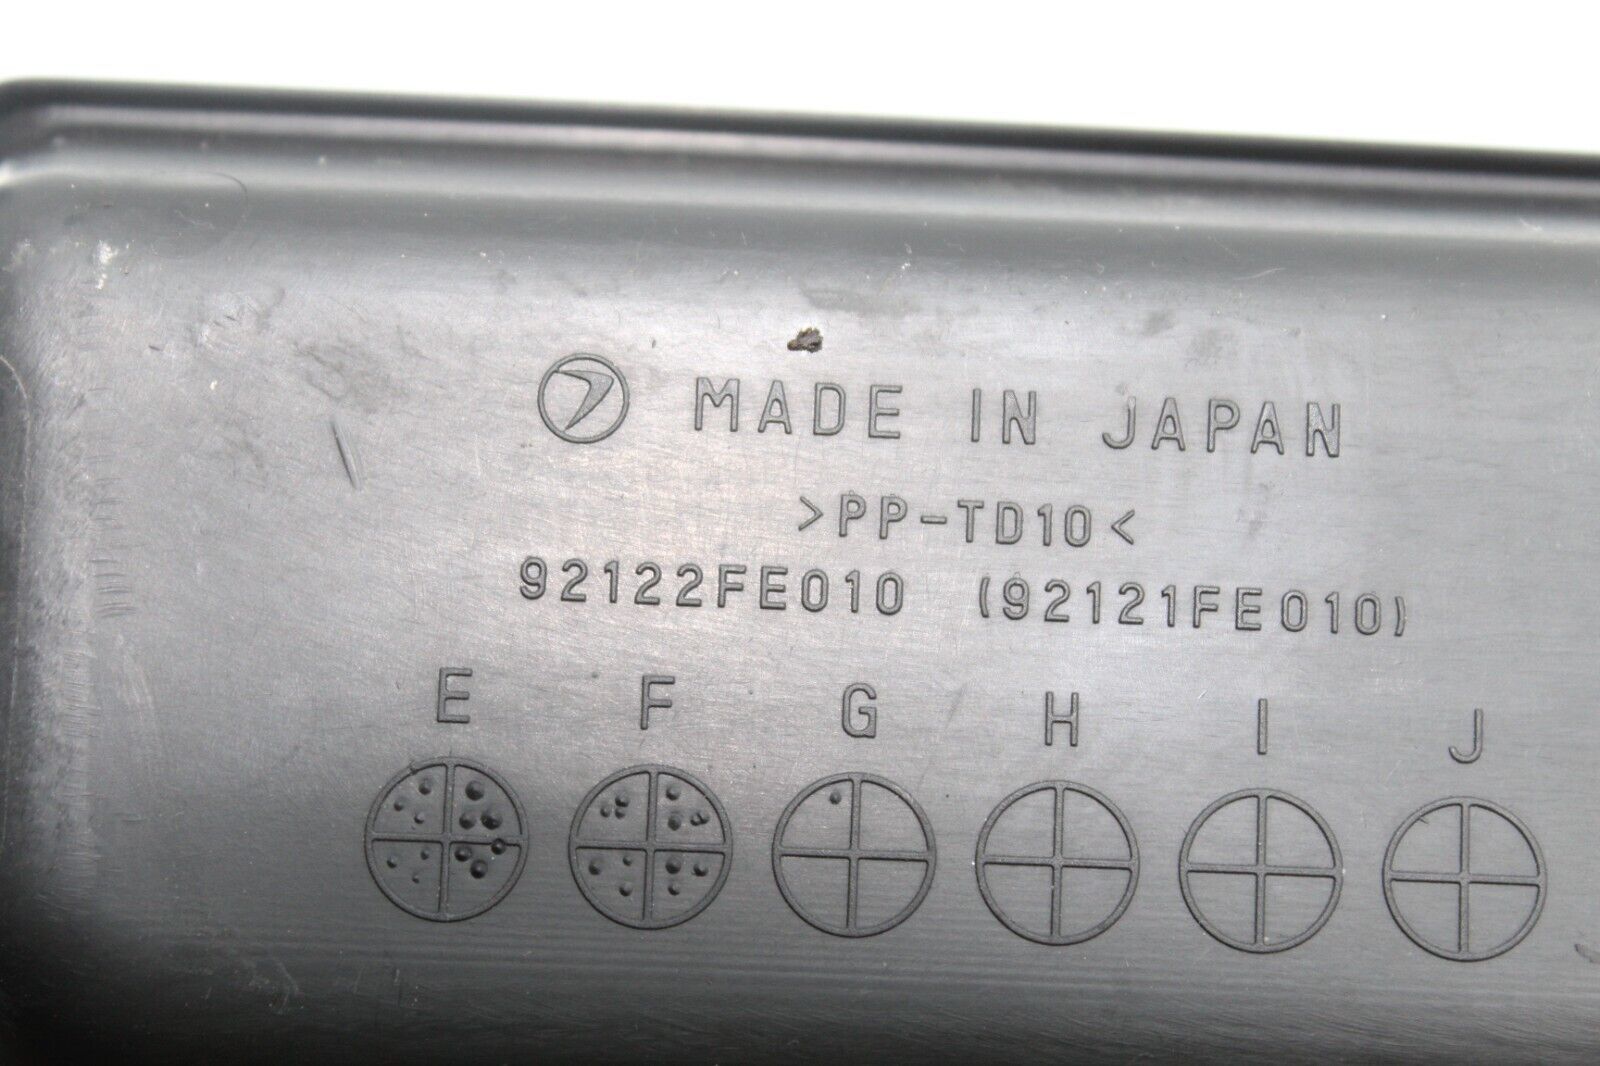 MADE IN JAPAN
>PP-TD10<
92122FE010 (92121FE010)
E F G H I J